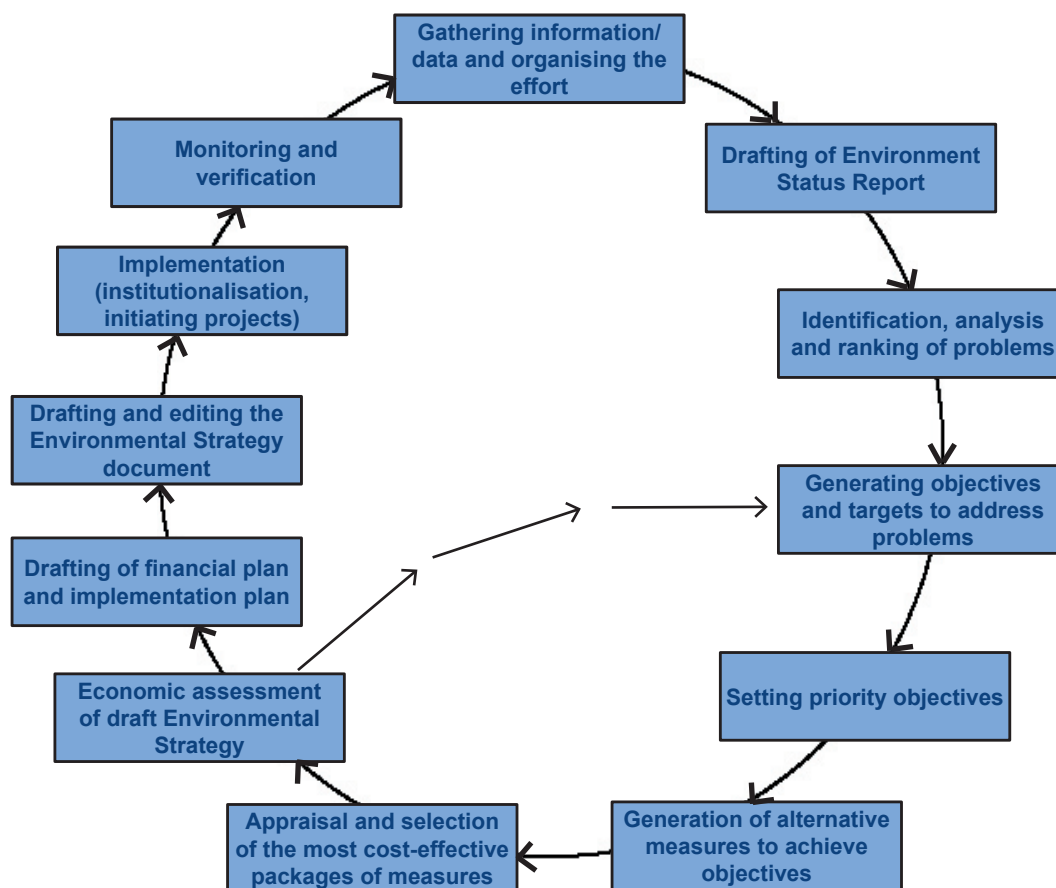 Gathering information/
data and organising the
effort
Drafting of Environment
Status Report
Identification, analysis
and ranking of problems
Generating objectives
and targets to address
problems
Setting priority objectives
Generation of alternative
measures to achieve
objectives
Appraisal and selection
of the most cost-effective
packages of measures
Economic assessment
of draft Environmental
Strategy
Drafting of financial plan
and implementation plan
Drafting and editing the
Environmental Strategy
document
Implementation
(institutionalisation,
initiating projects)
Monitoring and
verification